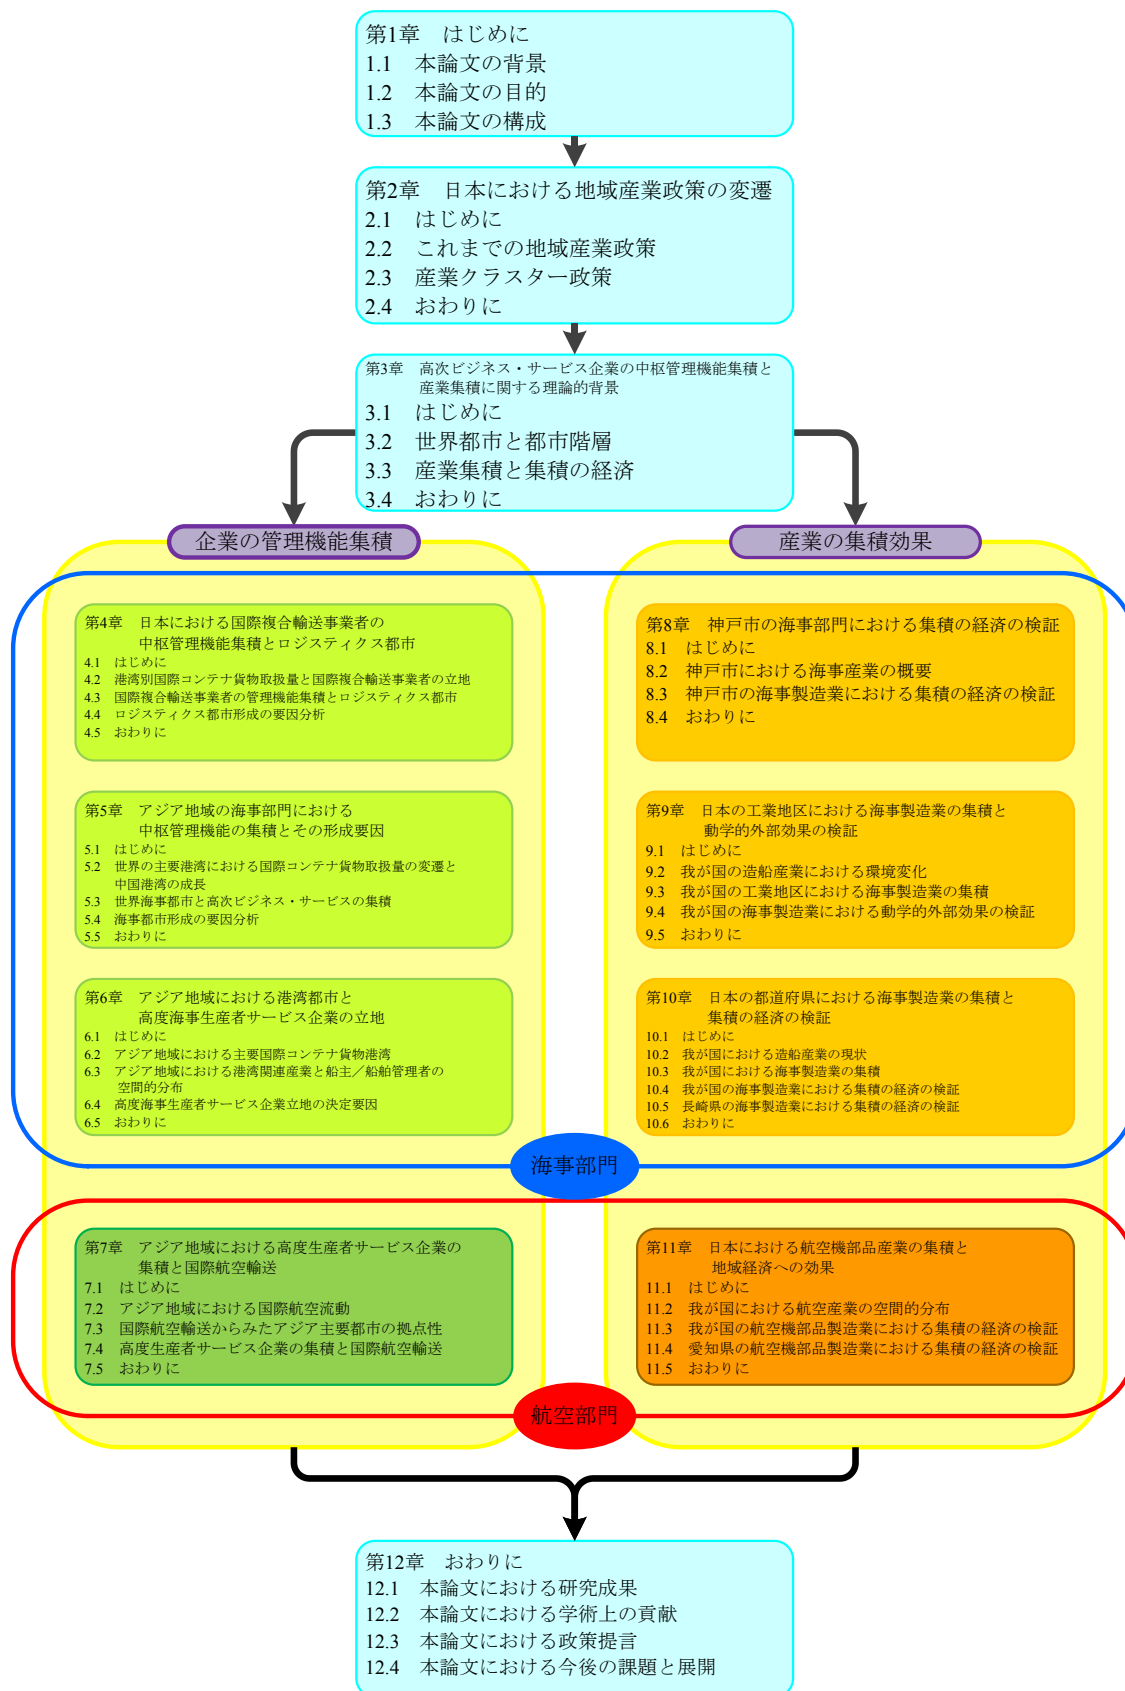 第1章　はじめに
1.1　本論文の背景
1.2　本論文の目的
1.3　本論文の構成
第2章　日本における地域産業政策の変遷
2.1　はじめに
2.2　これまでの地域産業政策
2.3　産業クラスター政策
2.4　おわりに
第3章　高次ビジネス・サービス企業の中枢管理機能集積と
産業集積に関する理論的背景
3.1　はじめに
3.2　世界都市と都市階層
3.3　産業集積と集積の経済
3.4　おわりに
企業の管理機能集積
第4章　日本における国際複合輸送事業者の
中枢管理機能集積とロジスティクス都市
4.1　はじめに
4.2　港湾別国際コンテナ貨物取扱量と国際複合輸送事業者の立地
4.3　国際複合輸送事業者の管理機能集積とロジスティクス都市
4.4　ロジスティクス都市形成の要因分析
4.5　おわりに
第5章　アジア地域の海事部門における
中枢管理機能の集積とその形成要因
5.1　はじめに
5.2　世界の主要港湾における国際コンテナ貨物取扱量の変遷と
中国港湾の成長
5.3　世界海事都市と高次ビジネス・サービスの集積
5.4　海事都市形成の要因分析
5.5　おわりに
第6章　アジア地域における港湾都市と
高度海事生産者サービス企業の立地
6.1　はじめに
6.2　アジア地域における主要国際コンテナ貨物港湾
6.3　アジア地域における港湾関連産業と船主／船舶管理者の
空間的分布
6.4　高度海事生産者サービス企業立地の決定要因
6.5　おわりに
産業の集積効果
第8章　神戸市の海事部門における集積の経済の検証
8.1　はじめに
8.2　神戸市における海事産業の概要
8.3　神戸市の海事製造業における集積の経済の検証
8.4　おわりに
第9章　日本の工業地区における海事製造業の集積と
動学的外部効果の検証
9.1　はじめに
9.2　我が国の造船産業における環境変化
9.3　我が国の工業地区における海事製造業の集積
9.4　我が国の海事製造業における動学的外部効果の検証
9.5　おわりに
第10章　日本の都道府県における海事製造業の集積と
集積の経済の検証
10.1　はじめに
10.2　我が国における造船産業の現状
10.3　我が国における海事製造業の集積
10.4　我が国の海事製造業における集積の経済の検証
10.5　長崎県の海事製造業における集積の経済の検証
10.6　おわりに
海事部門
第7章　アジア地域における高度生産者サービス企業の
集積と国際航空輸送
7.1　はじめに
7.2　アジア地域における国際航空流動
7.3　国際航空輸送からみたアジア主要都市の拠点性
7.4　高度生産者サービス企業の集積と国際航空輸送
7.5　おわりに
第11章　日本における航空機部品産業の集積と
地域経済への効果
11.1　はじめに
11.2　我が国における航空産業の空間的分布
11.3　我が国の航空機部品製造業における集積の経済の検証
11.4　愛知県の航空機部品製造業における集積の経済の検証
11.5　おわりに
航空部門
第12章　おわりに
12.1　本論文における研究成果
12.2　本論文における学術上の貢献
12.3　本論文における政策提言
12.4　本論文における今後の課題と展開